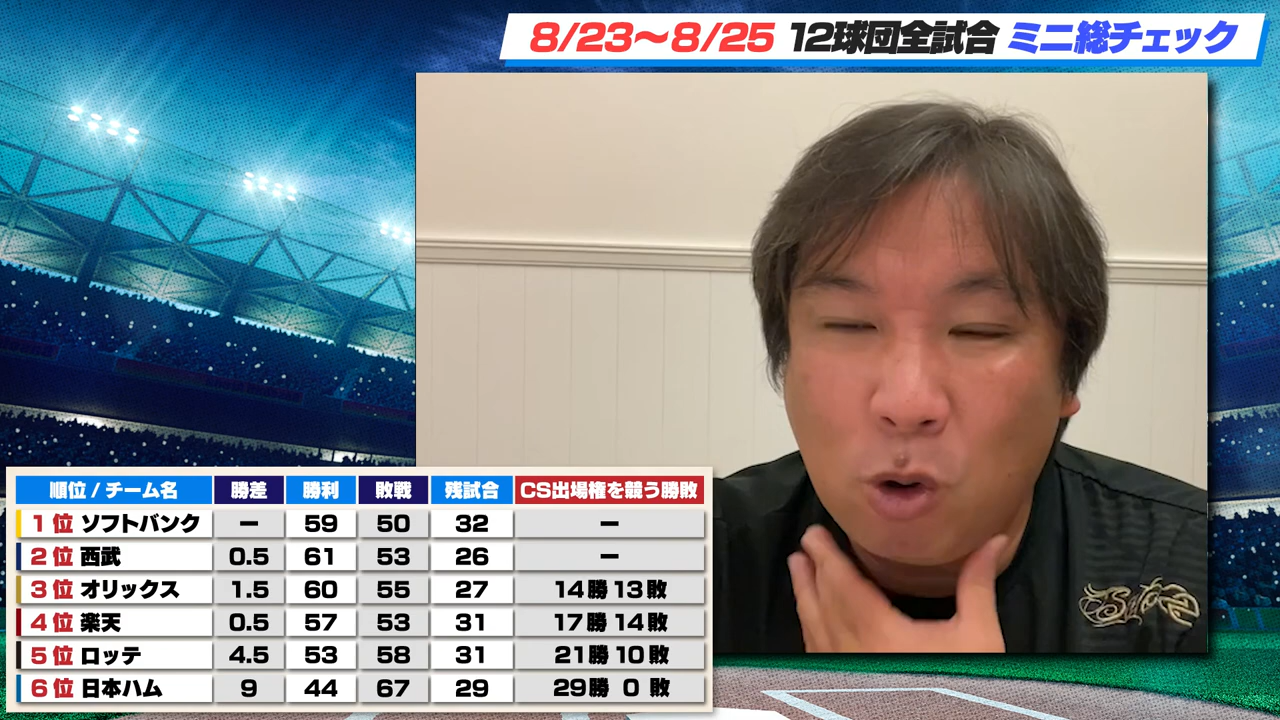 8/23〜8/25 12球団全試合 ミニ総チェック
順位 / チーム名 勝差 勝利 敗戦 残試合 CS出場権を競う勝敗
1位 ソフトバンク ー 59 50 32 ー
2位 西武 0.5 61 53 26 ー
3位 オリックス 1.5 60 55 27 14勝 13敗
4位 楽天 0.5 57 53 31 17勝 14敗
5位 ロッテ 4.5 53 58 31 21勝 10敗
6位 日本ハム 9 44 67 29 29勝 0敗